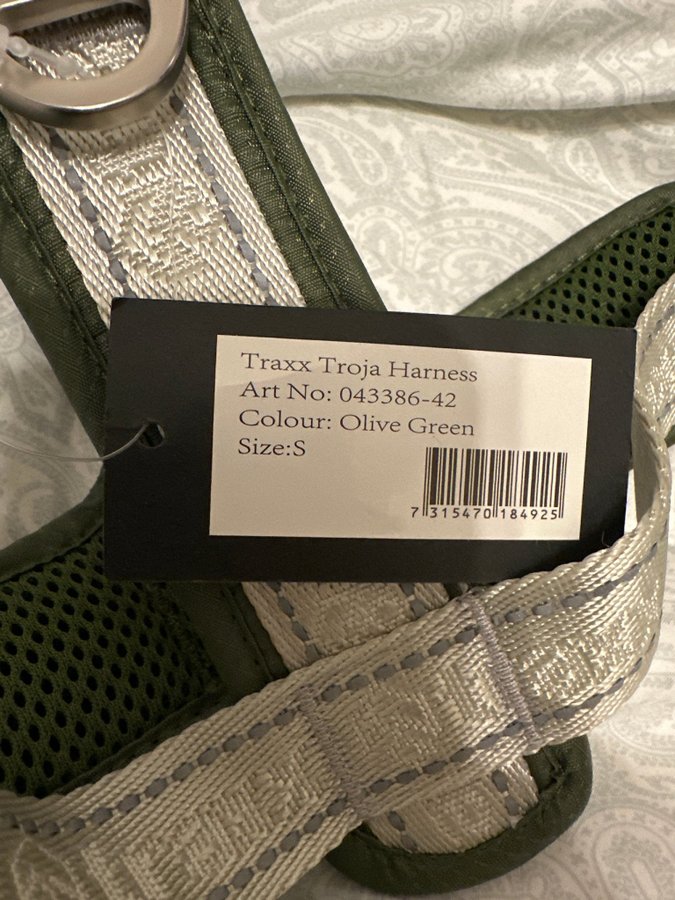 Traxx Troja Harness
Art No: 043386-42
Colour: Olive Green
Size:S
7 315470 184925